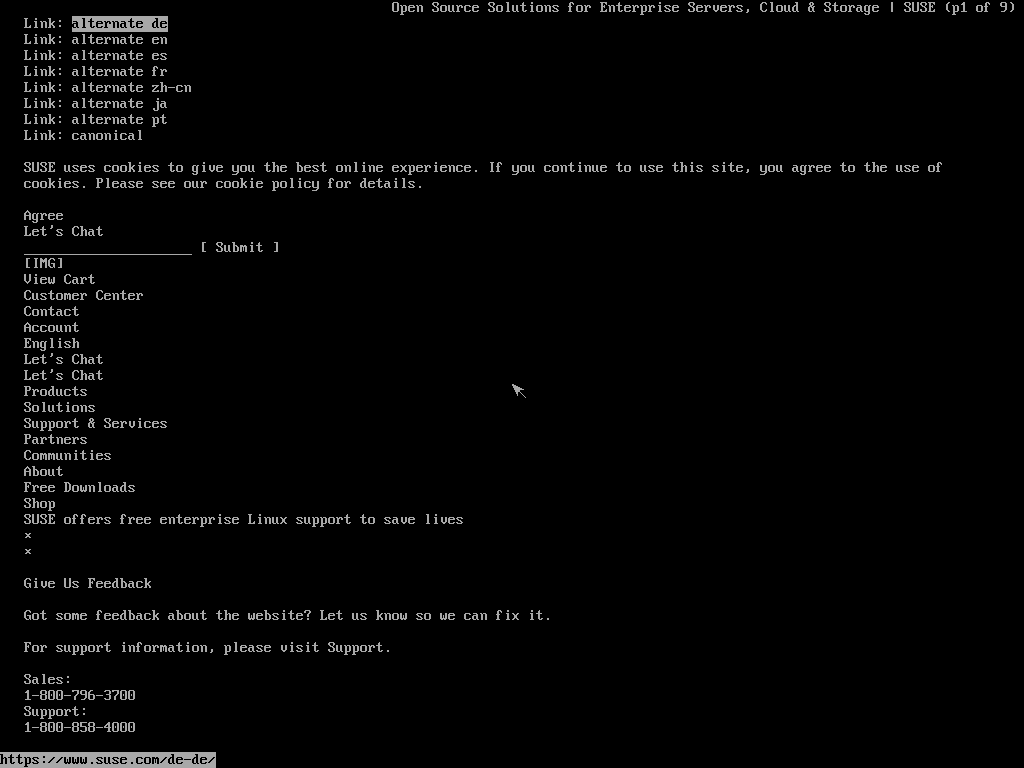 Open Source Solutions for Enterprise Servers, Cloud & Storage | SUSE (p1 of 9)
Link: alternate de
Link: alternate en
Link: alternate es
Link: alternate fr
Link: alternate zh-cn
Link: alternate ja
Link: alternate pt
Link: canonical
SUSE uses cookies to give you the best online experience. If you continue to use this site, you agree to the use of
cookies. Please see our cookie policy for details.
Agree
Let's Chat
_____________________ [ Submit ]
[IMG]
View Cart
Customer Center
Contact
Account
English
Let's Chat
Let's Chat
Products
Solutions
Support & Services
Partners
Communities
About
Free Downloads
Shop
SUSE offers free enterprise Linux support to save lives
×
×
Give Us Feedback
Got some feedback about the website? Let us know so we can fix it.
For support information, please visit Support.
Sales:
1-800-796-3700
Support:
1-800-858-4000
https://www.suse.com/de-de/